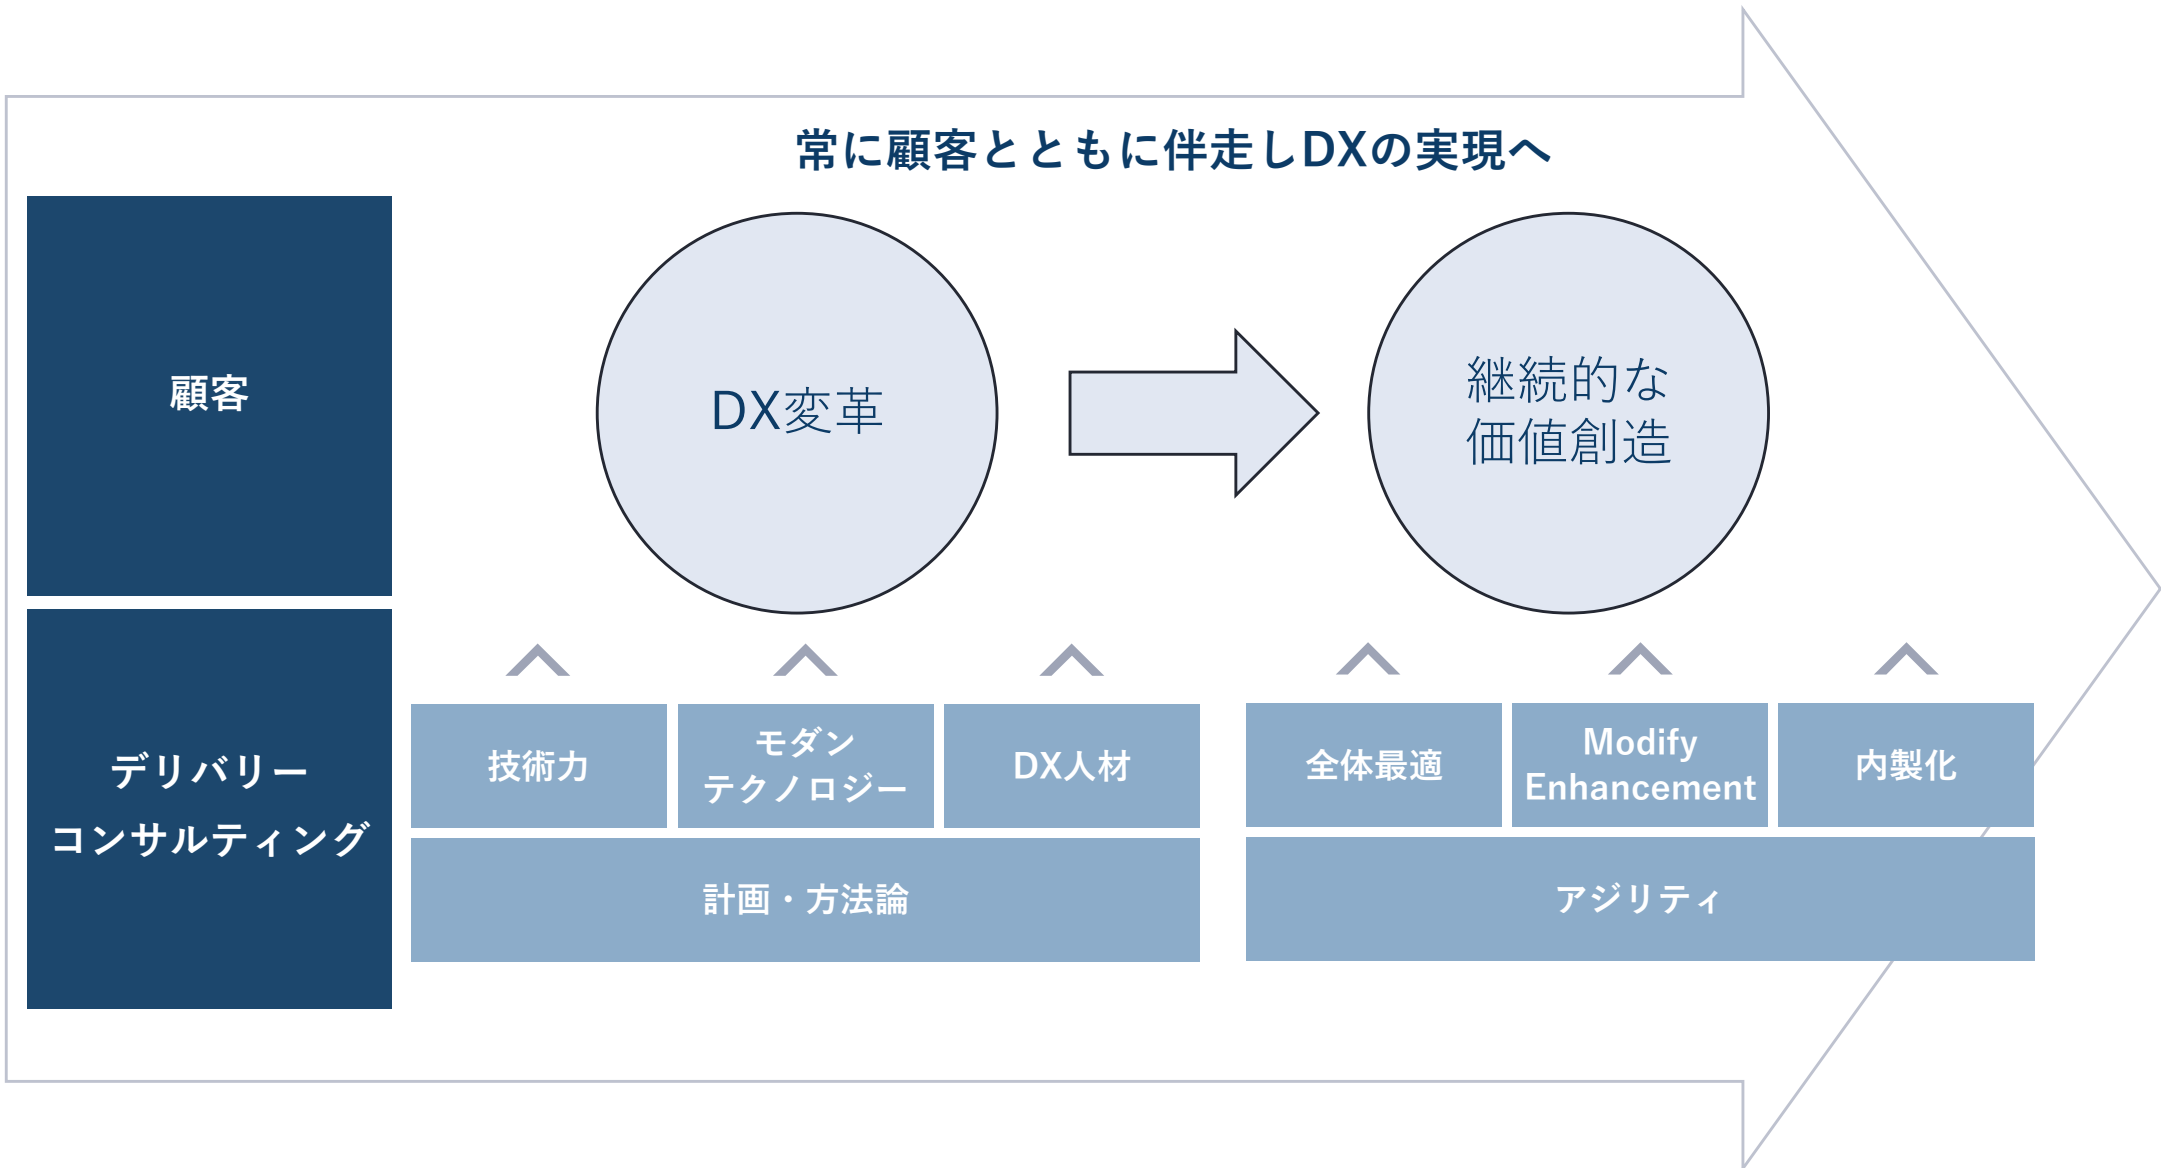 常に顧客とともに伴走しDXの実現へ
顧客
DX変革
継続的な
価値創造
デリバリー
コンサルティング
技術力
モダン
テクノロジー
DX人材
全体最適
Modify
Enhancement
内製化
計画・方法論
アジリティ